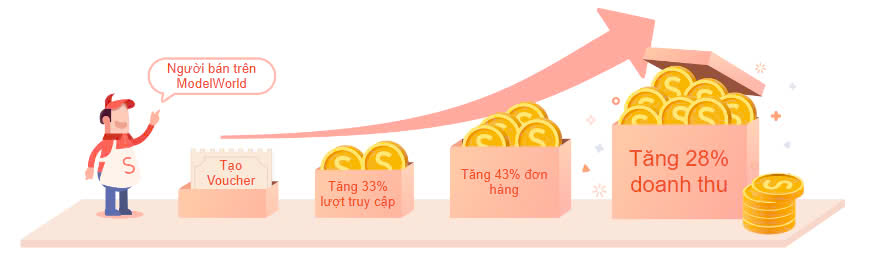 Người bán trên
ModelWorld
Tạo
Voucher
Tăng 33%
lượt truy cập
Tăng 43% đơn
hàng
Tăng 28%
doanh thu